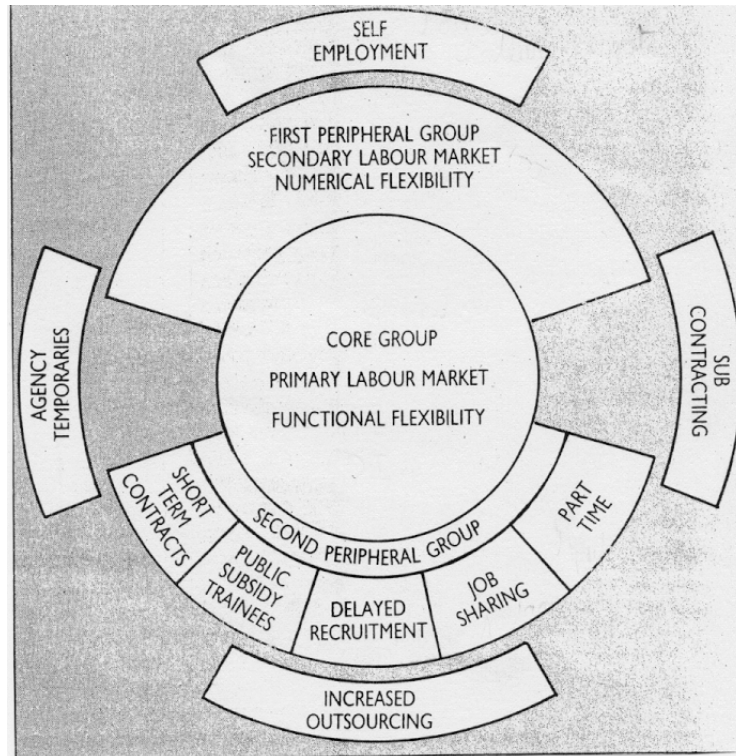 SELF
EMPLOYMENT
FIRST PERIPHERAL GROUP
SECONDARY LABOUR MARKET
NUMERICAL FLEXIBILITY
AGENCY
TEMPORARIES
CORE GROUP
PRIMARY LABOUR MARKET
FUNCTIONAL FLEXIBILITY
SUB
CONTRACTING
SECOND PERIPHERAL GROUP
SHORT
TERM
CONTRACTS
PUBLIC
SUBSIDY
TRAINEES
DELAYED
RECRUITMENT
JOB
SHARING
PART
TIME
INCREASED
OUTSOURCING